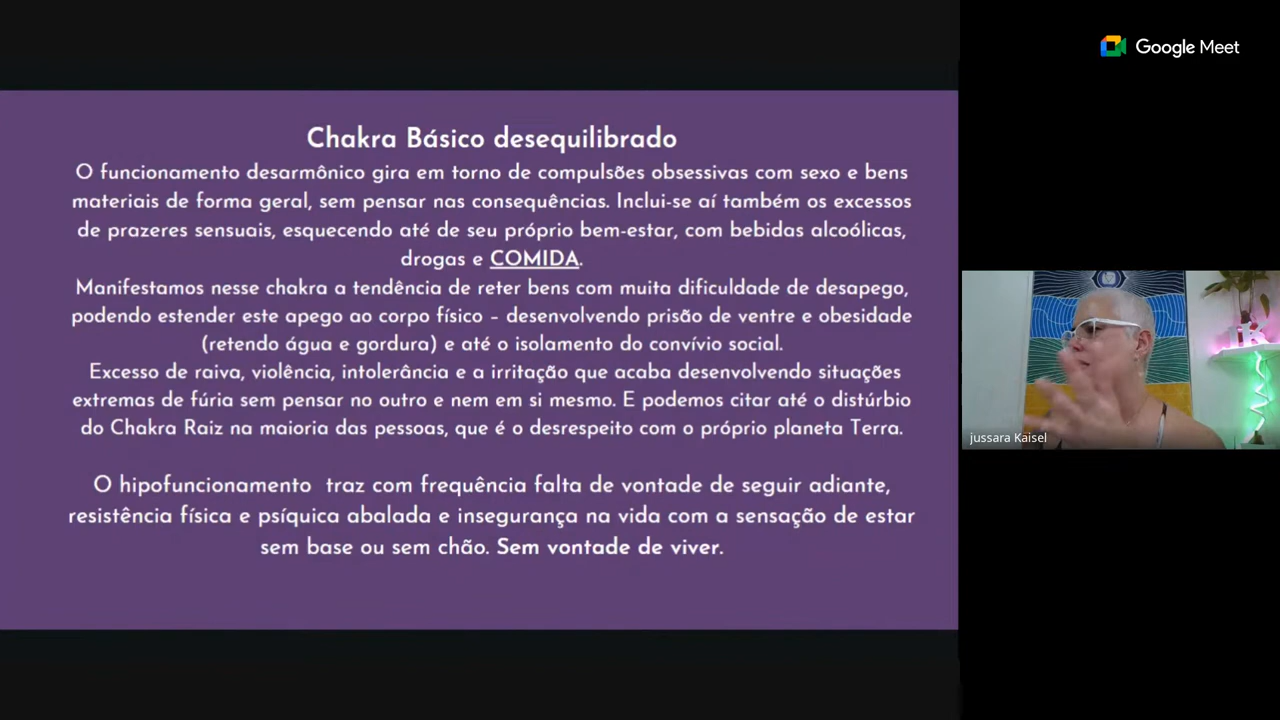 Google Meet
Chakra Básico desequilibrado
O funcionamento desarmônico gira em torno de compulsões obsessivas com sexo e bens
materiais de forma geral, sem pensar nas consequências. Inclui-se aí também os excessos
de prazeres sensuais, esquecendo até de seu próprio bem-estar, com bebidas alcoólicas,
drogas e COMIDA.
Manifestamos nesse chakra a tendência de reter bens com muita dificuldade de desapego,
podendo estender este apego ao corpo físico – desenvolvendo prisão de ventre e obesidade
(retendo água e gordura) e até o isolamento do convívio social.
Excesso de raiva, violência, intolerância e a irritação que acaba desenvolvendo situações
extremas de fúria sem pensar no outro e nem em si mesmo. E podemos citar até o distúrbio
do Chakra Raiz na maioria das pessoas, que é o desrespeito com o próprio planeta Terra.
O hipofuncionamento traz com frequência falta de vontade de seguir adiante,
resistência física e psíquica abalada e insegurança na vida com a sensação de estar
sem base ou sem chão. Sem vontade de viver.
jussara Kaisel